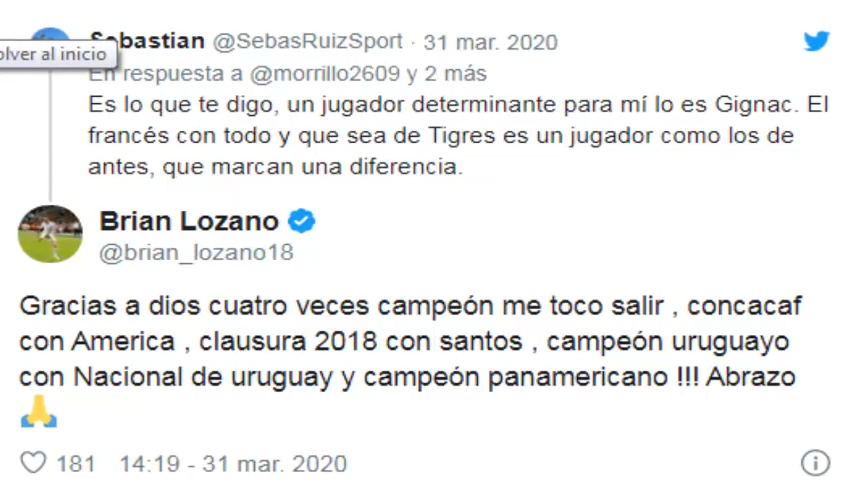 Sebastian @SebasRuizSport · 31 mar. 2020
olver al inicio
En respuesta a @morrillo2609 y 2 más
Es lo que te digo, un jugador determinante para mí lo es Gignac. El
francés con todo y que sea de Tigres es un jugador como los de
antes, que marcan una diferencia.
Brian Lozano
@brian_lozano18
Gracias a dios cuatro veces campeón me toco salir , concacaf
con America , clausura 2018 con santos , campeón uruguayo
con Nacional de uruguay y campeón panamericano !!! Abrazo
🙏
181 14:19 - 31 mar. 2020